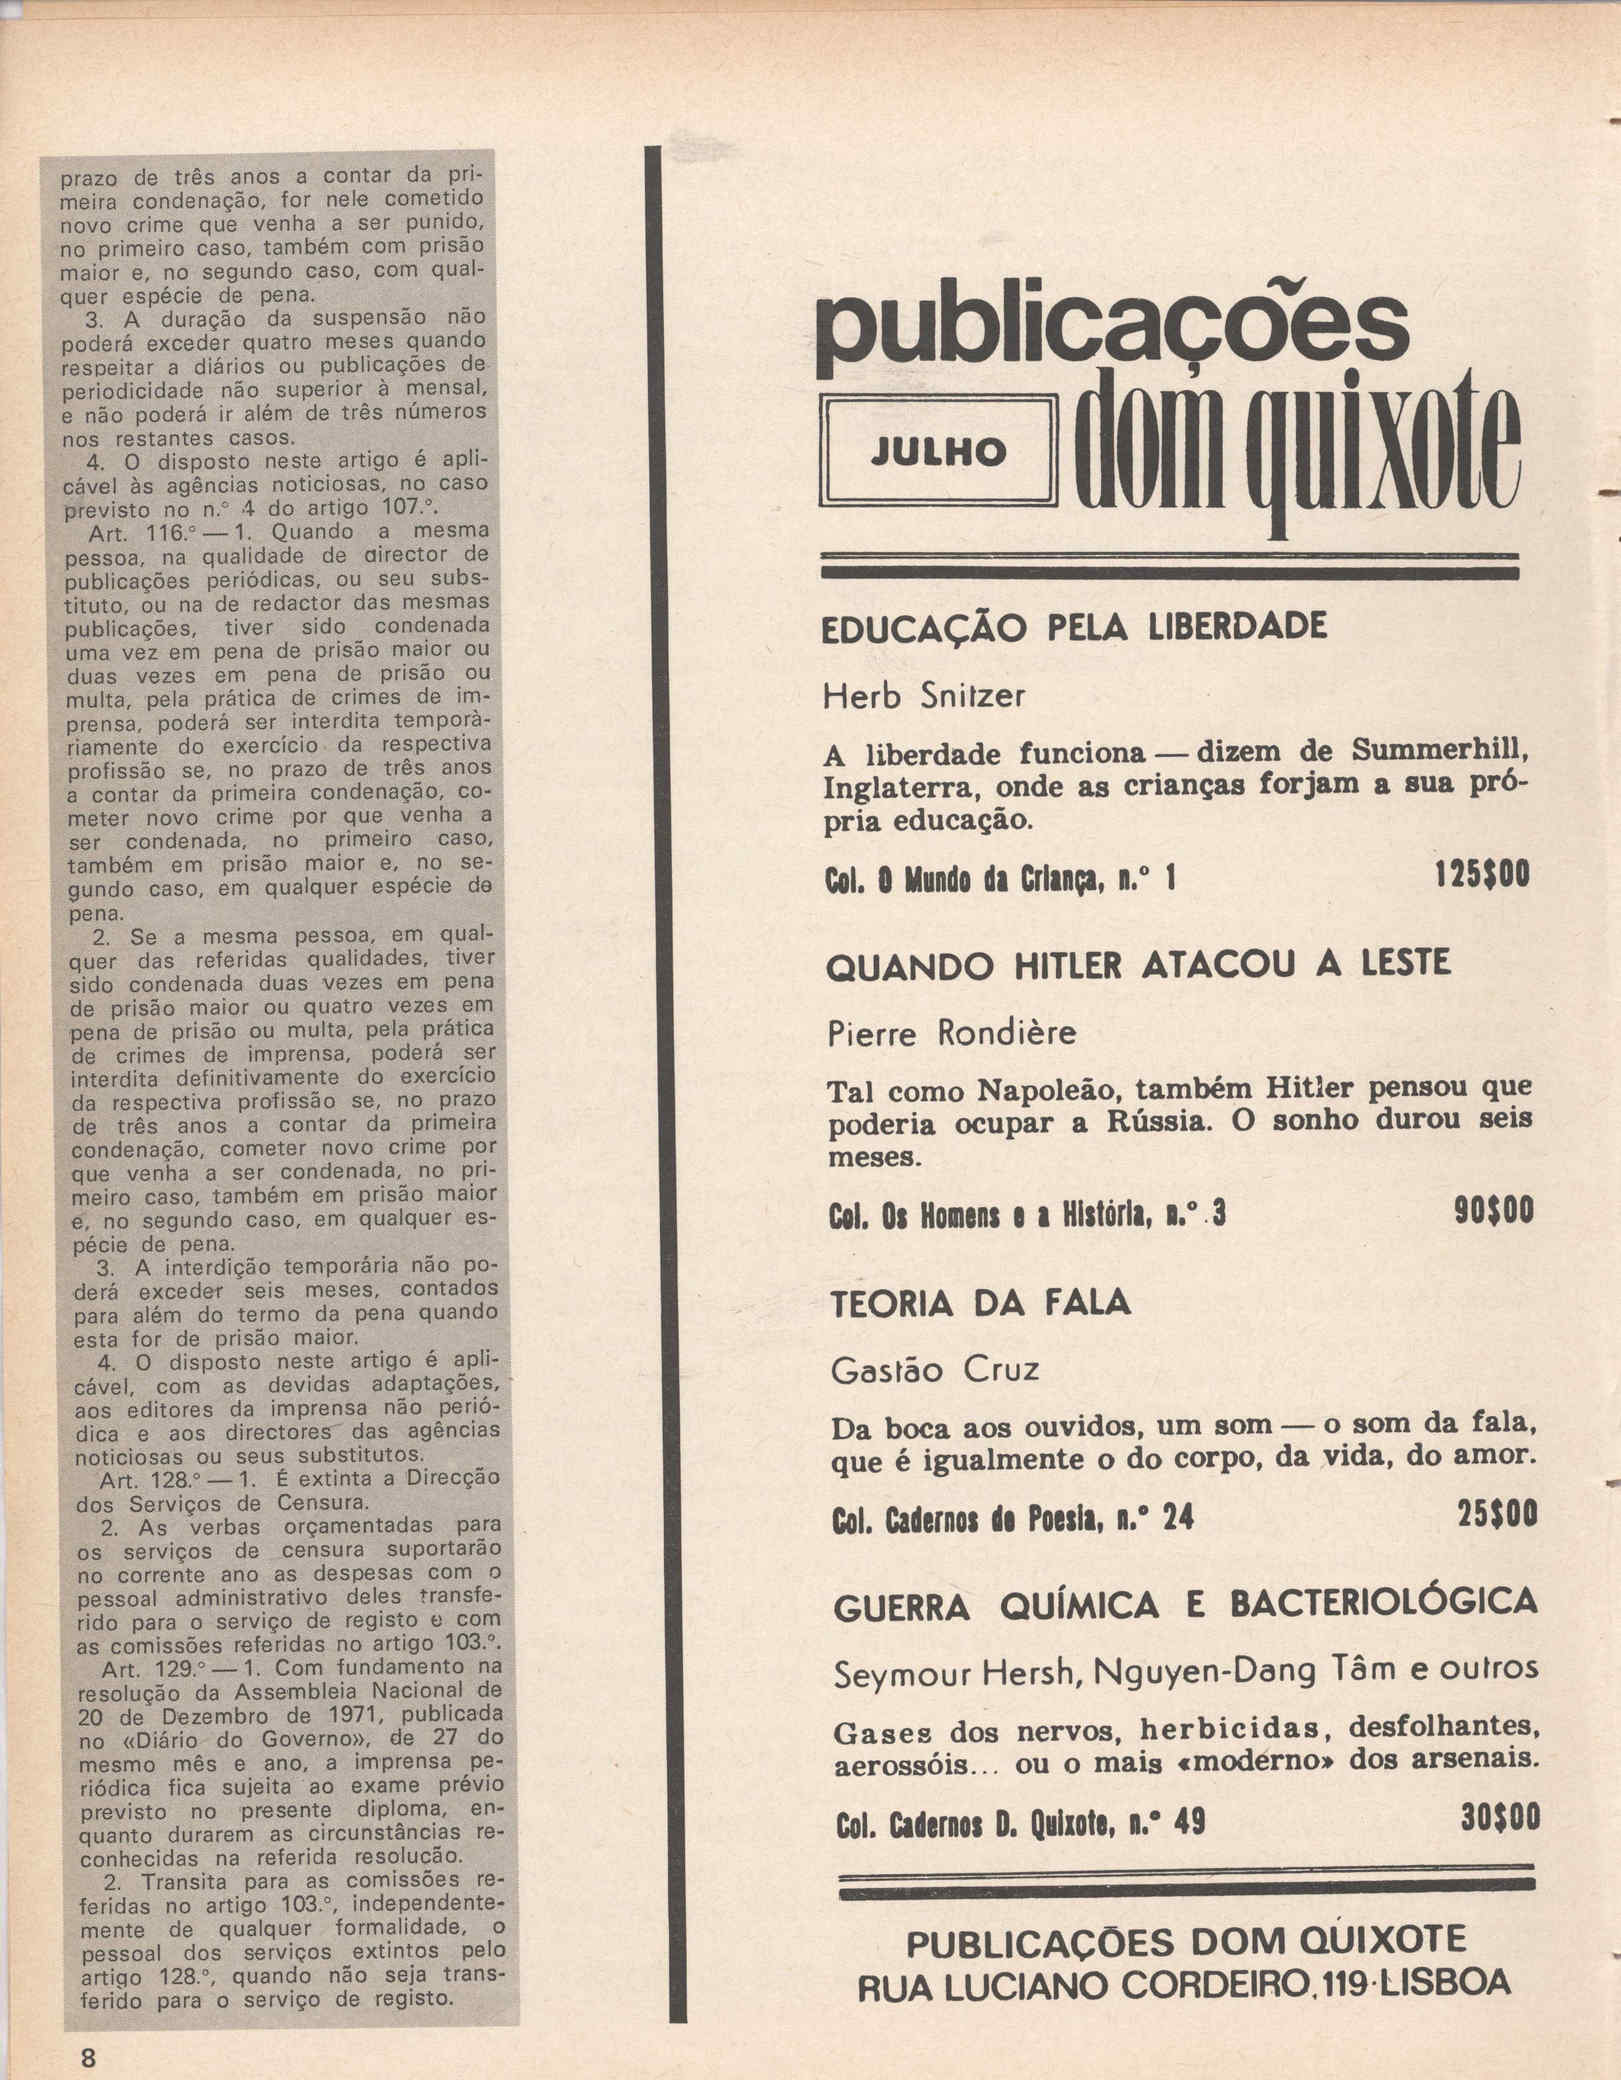 prazo de três anos a contar da pri-
meira condenação, for nele cometido
novo crime que venha a ser punido,
no primeiro caso, também com prisão
maior e, no segundo caso, com qual-
quer espécie de pena.
3. A duração da suspensão não
poderá exceder quatro meses quando
respeitar a diários ou publicações de
periodicidade não superior à mensal,
e não poderá ir além de três números
nos restantes casos.
4. O disposto neste artigo é apli-
cável às agências noticiosas, no caso
previsto no n.º 4 do artigo 107.º.
Art. 116.º — 1. Quando a mesma
pessoa, na qualidade de director de
publicações periódicas, ou seu subs-
tituto, ou na de redactor das mesmas
publicações, tiver sido condenada
uma vez em pena de prisão maior ou
duas vezes em pena de prisão ou
multa, pela prática de crimes de im-
prensa, poderá ser interdita temporà-
riamente do exercício da respectiva
profissão se, no prazo de três anos
a contar da primeira condenação, co-
meter novo crime por que venha a
ser condenada, no primeiro caso,
também em prisão maior e, no se-
gundo caso, em qualquer espécie de
pena.
2. Se a mesma pessoa, em qual-
quer das referidas qualidades, tiver
sido condenada duas vezes em pena
de prisão maior ou quatro vezes em
pena de prisão ou multa, pela prática
de crimes de imprensa, poderá ser
interdita definitivamente do exercício
da respectiva profissão se, no prazo
de três anos a contar da primeira
condenação, cometer novo crime por
que venha a ser condenada, no pri-
meiro caso, também em prisão maior
e, no segundo caso, em qualquer es-
pécie de pena.
3. A interdição temporária não po-
derá exceder seis meses, contados
para além do termo da pena quando
esta for de prisão maior.
4. O disposto neste artigo é apli-
cável, com as devidas adaptações,
aos editores da imprensa não perió-
dica e aos directores das agências
noticiosas ou seus substitutos.
Art. 128.º — 1. É extinta a Direcção
dos Serviços de Censura.
2. As verbas orçamentadas para
os serviços de censura suportarão
no corrente ano as despesas com o
pessoal administrativo deles transfe-
rido para o serviço de registo e com
as comissões referidas no artigo 103.º.
Art. 129.º — 1. Com fundamento na
resolução da Assembleia Nacional de
20 de Dezembro de 1971, publicada
no «Diário do Governo», de 27 do
mesmo mês e ano, a imprensa pe-
riódica fica sujeita ao exame prévio
previsto no presente diploma, en-
quanto durarem as circunstâncias re-
conhecidas na referida resolução.
2. Transita para as comissões re-
feridas no artigo 103.º, independente-
mente de qualquer formalidade, o
pessoal dos serviços extintos pelo
artigo 128.º, quando não seja trans-
ferido para o serviço de registo.
8
publicações
JULHO
dom quixote
EDUCAÇÃO PELA LIBERDADE
Herb Snitzer
A liberdade funciona — dizem de Summerhill,
Inglaterra, onde as crianças forjam a sua pró-
pria educação.
Col. O Mundo da Criança, n.º 1 125$00
QUANDO HITLER ATACOU A LESTE
Pierre Rondière
Tal como Napoleão, também Hitler pensou que
poderia ocupar a Rússia. O sonho durou seis
meses.
Col. Os Homens e a História, n.º 3 90$00
TEORIA DA FALA
Gastão Cruz
Da boca aos ouvidos, um som — o som da fala,
que é igualmente o do corpo, da vida, do amor.
Col. Cadernos de Poesia, n.º 24 25$00
GUERRA QUÍMICA E BACTERIOLÓGICA
Seymour Hersh, Nguyen-Dang Tâm e outros
Gases dos nervos, herbicidas, desfolhantes,
aerossóis... ou o mais «moderno» dos arsenais.
Col. Cadernos D. Quixote, n.º 49 30$00
PUBLICAÇÕES DOM QUIXOTE
RUA LUCIANO CORDEIRO, 119·LISBOA